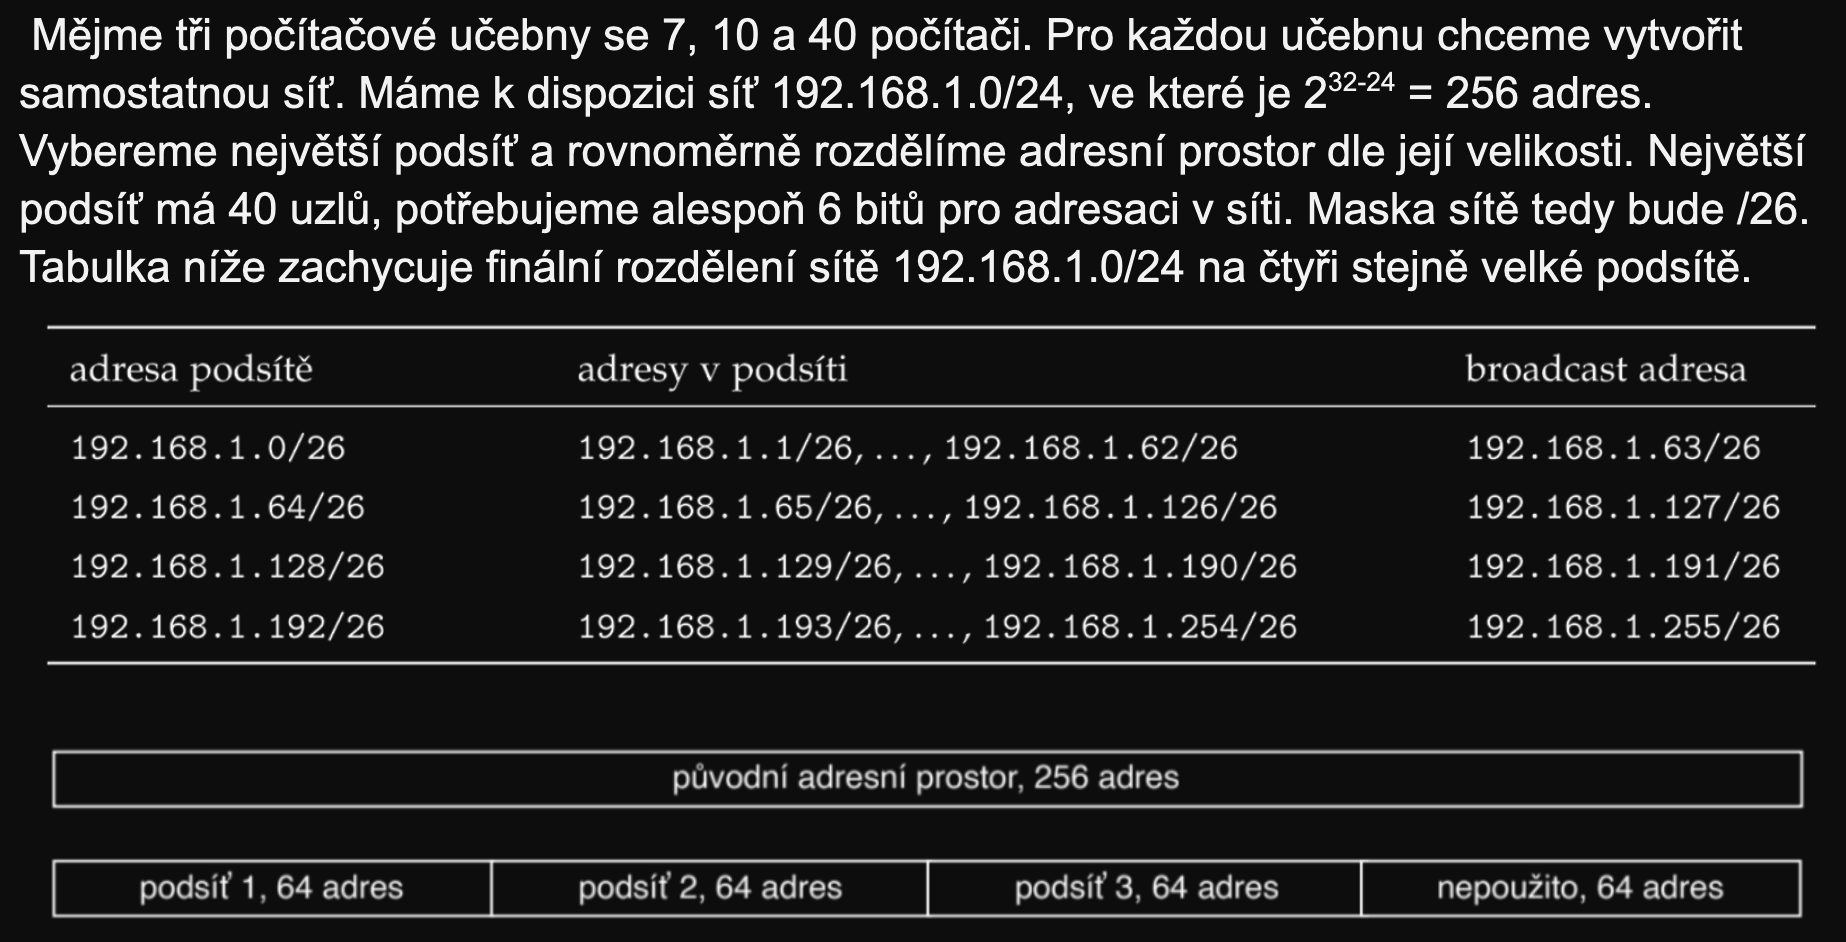 Mějme tři počítačové učebny se 7, 10 a 40 počítači. Pro každou učebnu chceme vytvořit
samostatnou síť. Máme k dispozici síť 192.168.1.0/24, ve které je 2³²⁻²⁴ = 256 adres.
Vybereme největší podsíť a rovnoměrně rozdělíme adresní prostor dle její velikosti. Největší
podsíť má 40 uzlů, potřebujeme alespoň 6 bitů pro adresaci v síti. Maska sítě tedy bude /26.
Tabulka níže zachycuje finální rozdělení sítě 192.168.1.0/24 na čtyři stejně velké podsítě.
adresa podsítě adresy v podsíti broadcast adresa
192.168.1.0/26 192.168.1.1/26,...,192.168.1.62/26 192.168.1.63/26
192.168.1.64/26 192.168.1.65/26,...,192.168.1.126/26 192.168.1.127/26
192.168.1.128/26 192.168.1.129/26,...,192.168.1.190/26 192.168.1.191/26
192.168.1.192/26 192.168.1.193/26,...,192.168.1.254/26 192.168.1.255/26
původní adresní prostor, 256 adres
podsíť 1, 64 adres podsíť 2, 64 adres podsíť 3, 64 adres nepoužito, 64 adres